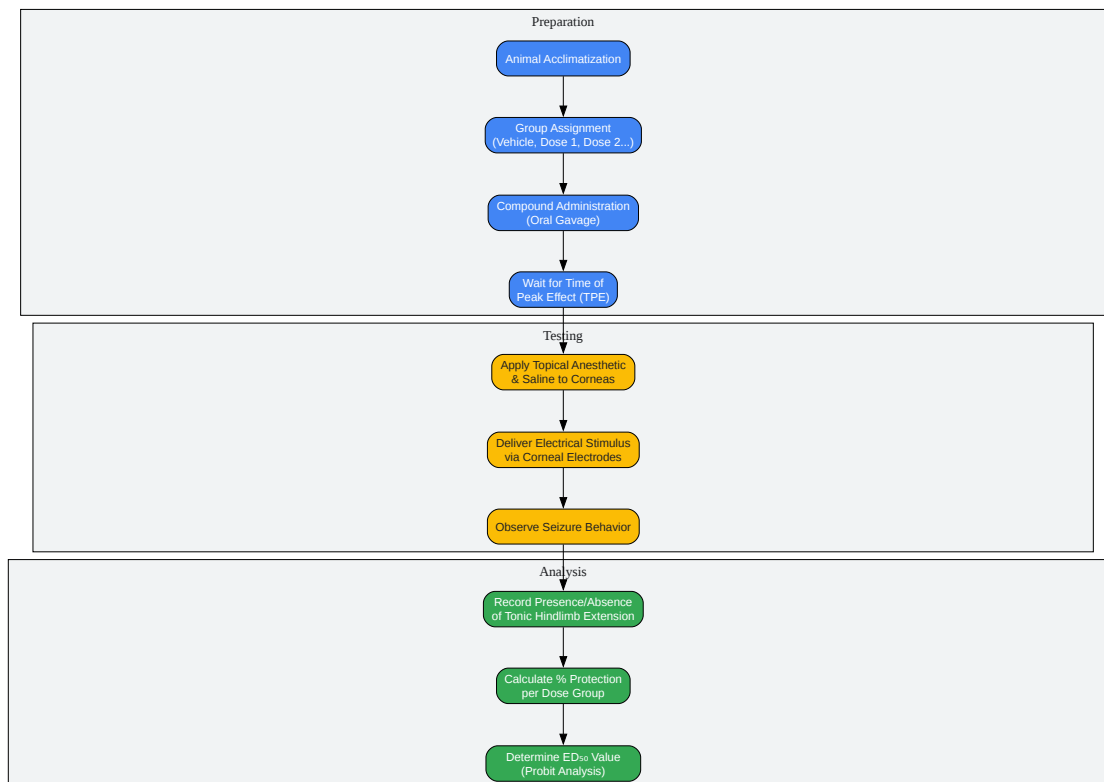 Preparation
Animal Acclimatization
Group Assignment
(Vehicle, Dose 1, Dose 2...)
Compound Administration
(Oral Gavage)
Wait for Time of
Peak Effect (TPE)
Testing
Apply Topical Anesthetic
& Saline to Corneas
Deliver Electrical Stimulus
via Corneal Electrodes
Observe Seizure Behavior
Analysis
Record Presence/Absence
of Tonic Hindlimb Extension
Calculate % Protection
per Dose Group
Determine ED₅₀ Value
(Probit Analysis)